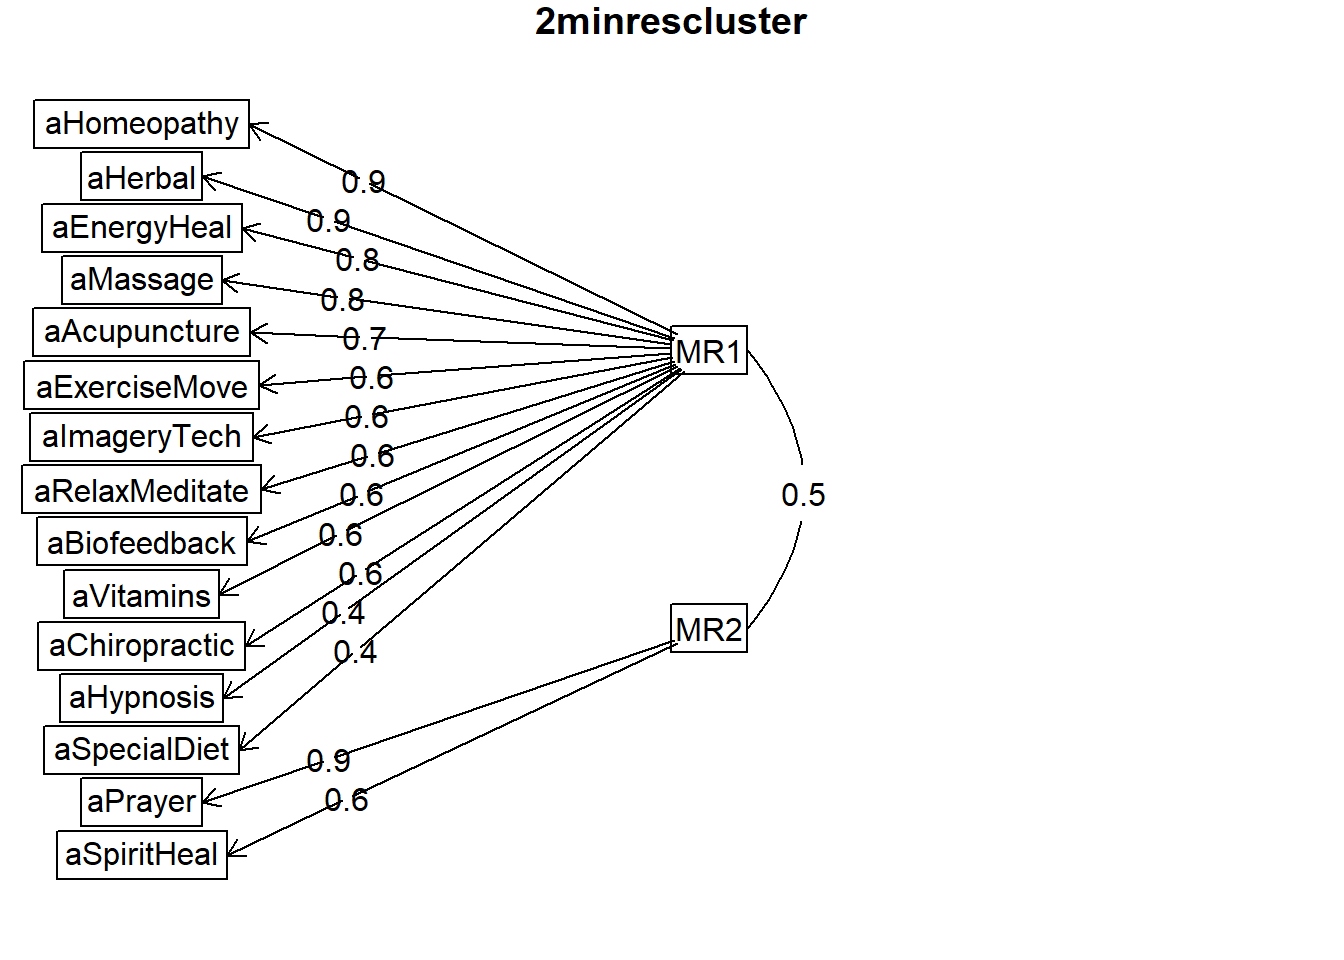 2minrescluster
aHomeopathy
0.9
aHerbal
0.9
aEnergyHeal
0.8
aMassage
0.8
aAcupuncture
0.7
MR1
aExerciseMove
0.6
aImageryTech
0.6
aRelaxMeditate
0.6
0.5
aBiofeedback
0.6
aVitamins
0.6
aChiropractic
0.6
MR2
aHypnosis
0.4
aSpecialDiet
0.4
aPrayer
0.9
aSpiritHeal
0.6